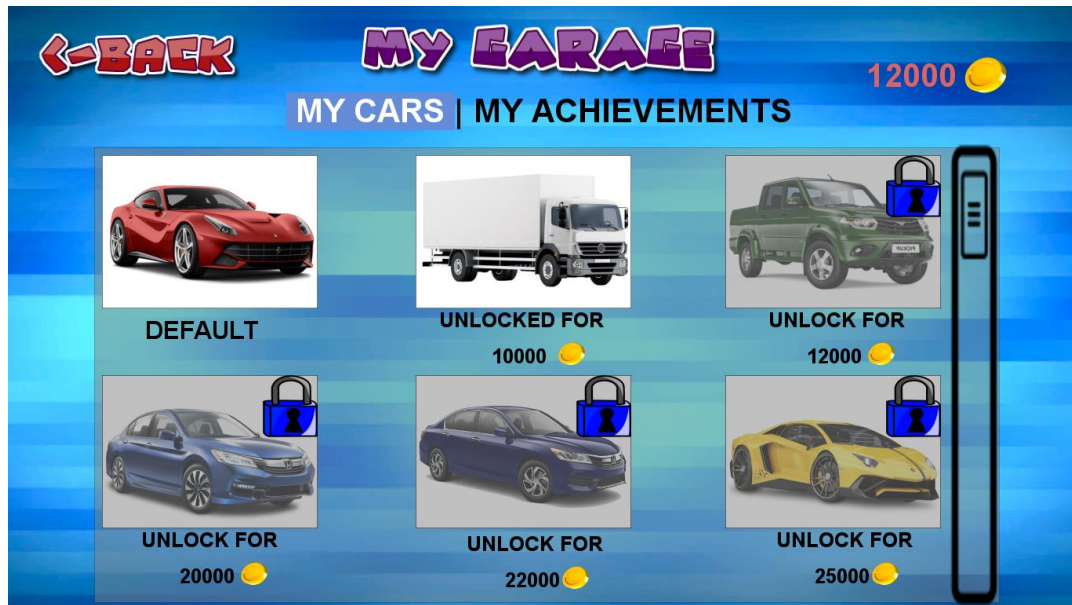 <-BACK
MY GARAGE
12000
MY CARS | MY ACHIEVEMENTS
PICKUP
DEFAULT
UNLOCKED FOR
10000
UNLOCK FOR
12000
UNLOCK FOR
20000
UNLOCK FOR
22000
UNLOCK FOR
25000